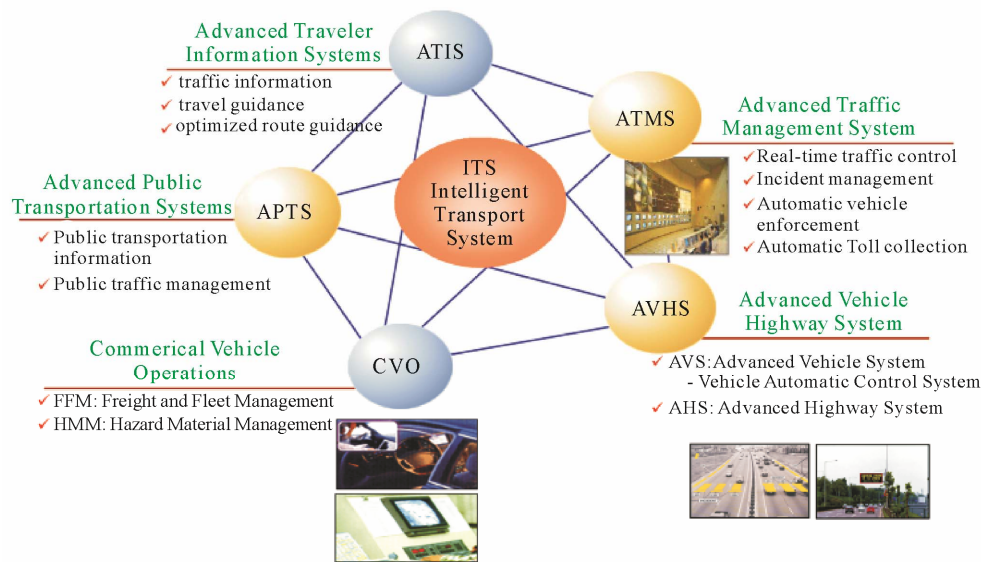 Advanced Traveler
Information Systems
✓ traffic information
✓ travel guidance
✓ optimized route guidance
ATIS
ATMS
Advanced Traffic
Management System
✓ Real-time traffic control
✓ Incident management
✓ Automatic vehicle
enforcement
✓ Automatic Toll collection
ITS
Intelligent
Transport
System
Advanced Public
Transportation Systems
✓ Public transportation
information
✓ Public traffic management
APTS
AVHS
Advanced Vehicle
Highway System
✓ AVS: Advanced Vehicle System
- Vehicle Automatic Control System
✓ AHS: Advanced Highway System
Commerical Vehicle
Operations
✓ FFM: Freight and Fleet Management
✓ HMM: Hazard Material Management
CVO